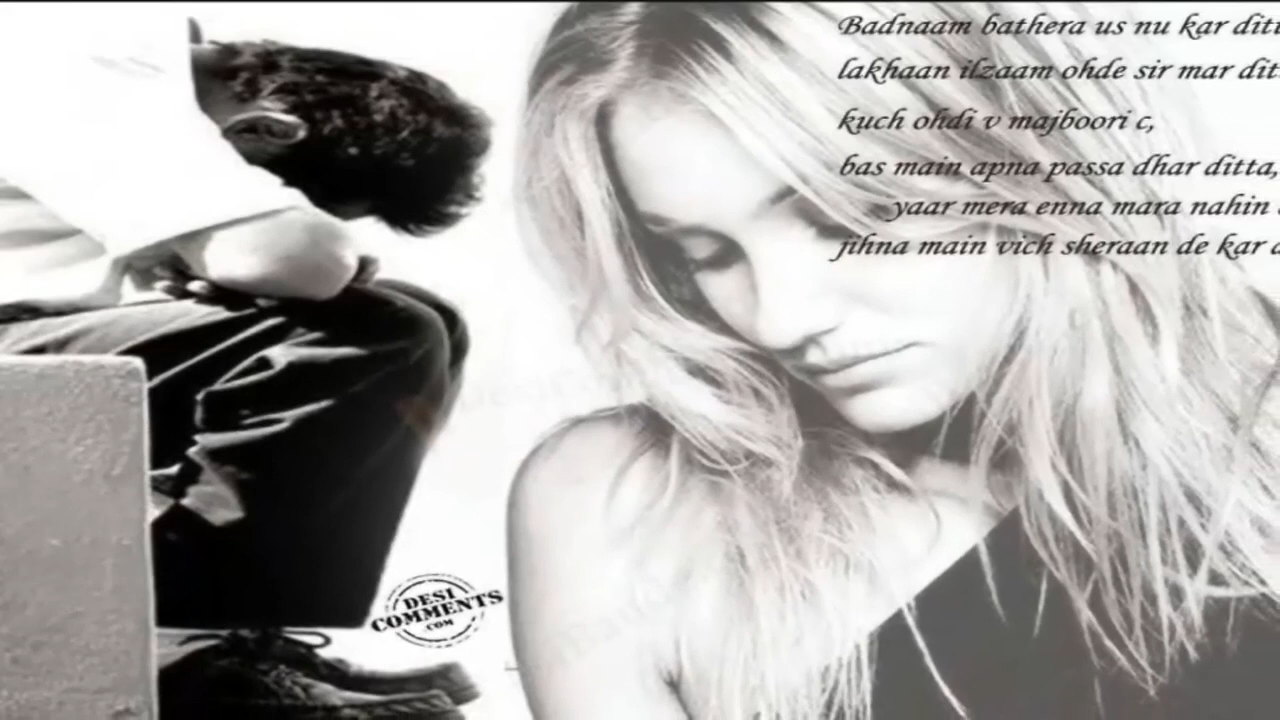 Badnaam bathera us nu kar
lakhaan ilzaam ohde sir mar
kuch ohdi v majboori c,
bas main apna passa dhar ditta,
yaar mera enna mara nahin
jihna main vich sheraan de kar
DESI
COMMENTS
.COM